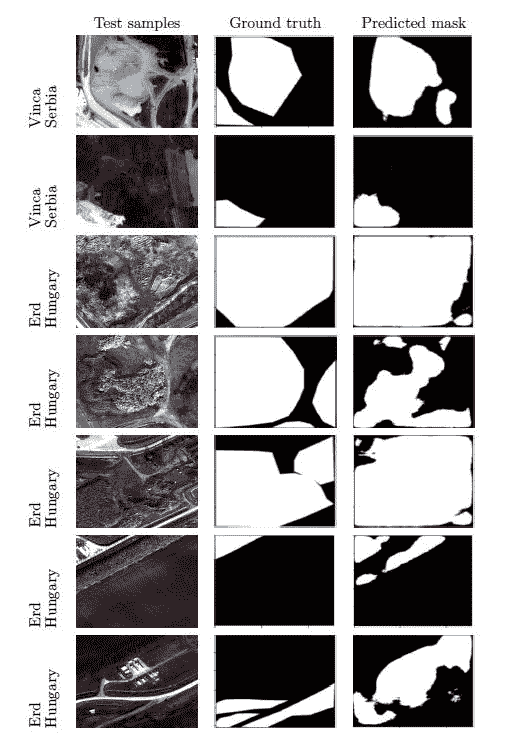 Test samples Ground truth Predicted mask
Vinca
Serbia
Vinca
Serbia
Erd
Hungary
Erd
Hungary
Erd
Hungary
Erd
Hungary
Erd
Hungary